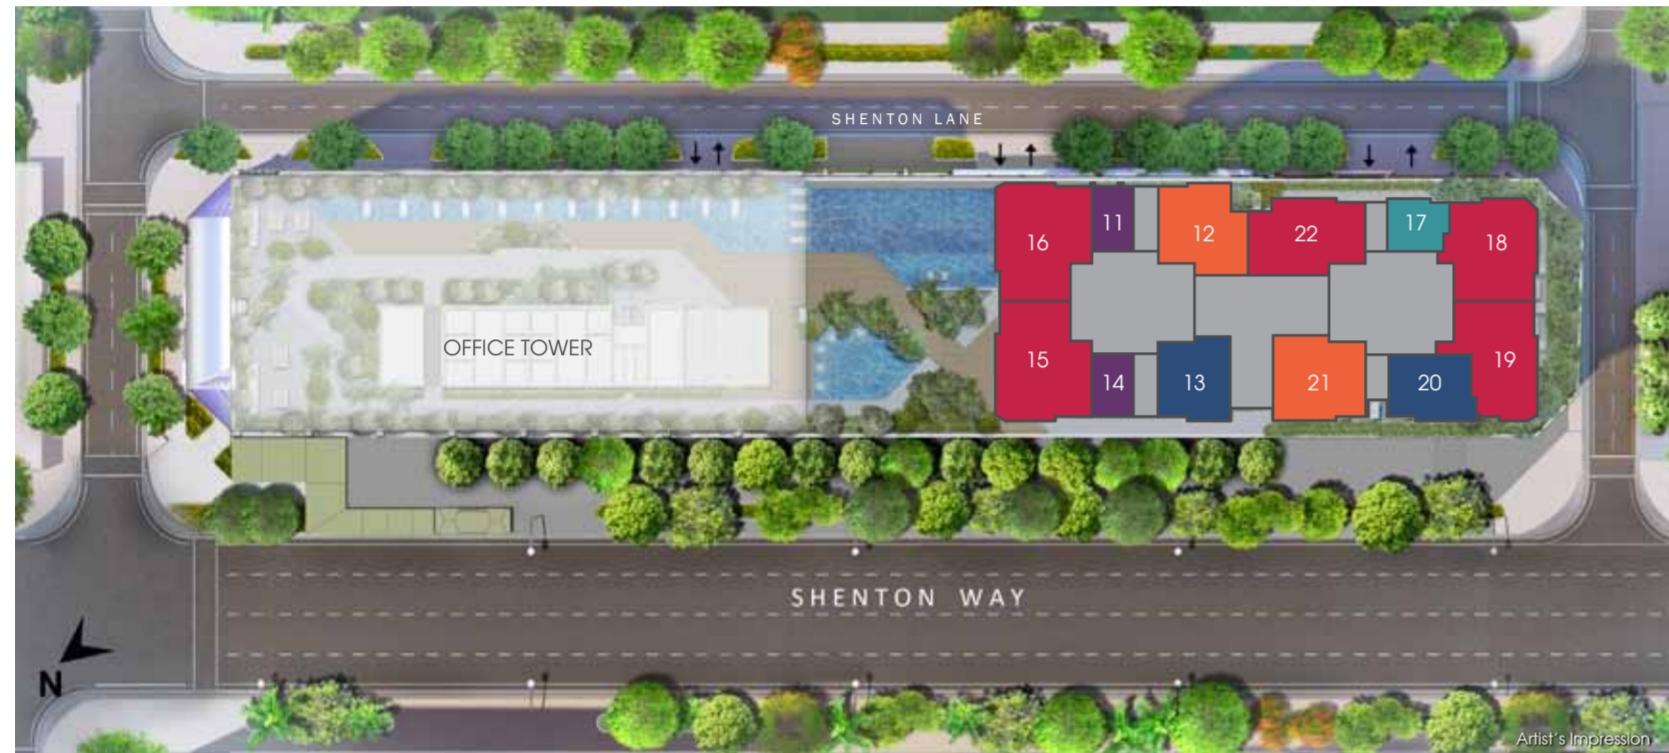 SHENTON LANE
16
11
12
22
17
18
OFFICE TOWER
15
14
13
21
20
19
SHENTON WAY
N
Artist's Impression